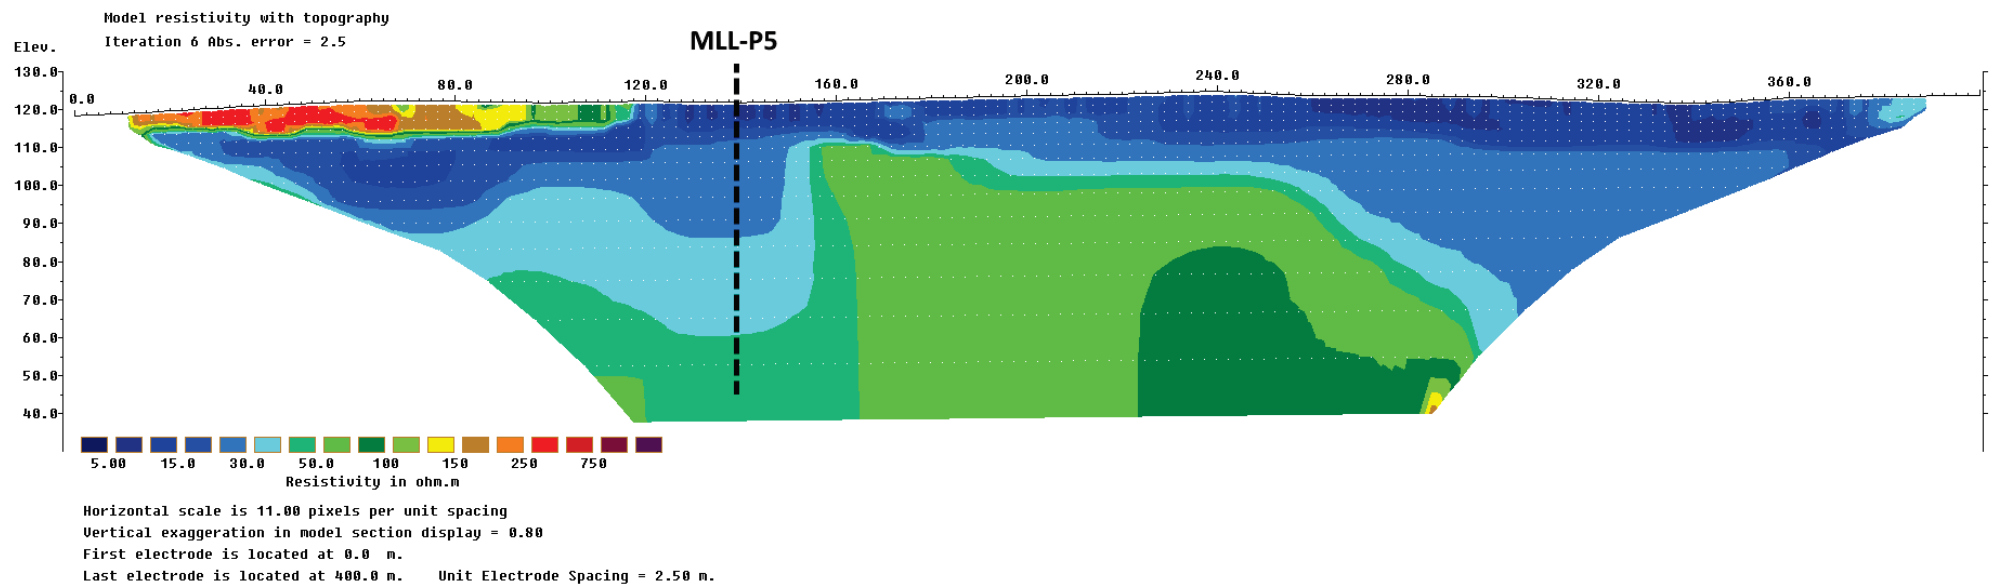 Model resistivity with topography
Iteration 6 Abs. error = 2.5
MLL-P5
Elev.
130.0
120.0
110.0
100.0
90.0
80.0
70.0
60.0
50.0
40.0
0.0 40.0 80.0 120.0 160.0 200.0 240.0 280.0 320.0 360.0
5.00 15.0 30.0 50.0 100 150 250 750
Resistivity in ohm.m
Horizontal scale is 11.00 pixels per unit spacing
Vertical exaggeration in model section display = 0.80
First electrode is located at 0.0 m.
Last electrode is located at 400.0 m. Unit Electrode Spacing = 2.50 m.